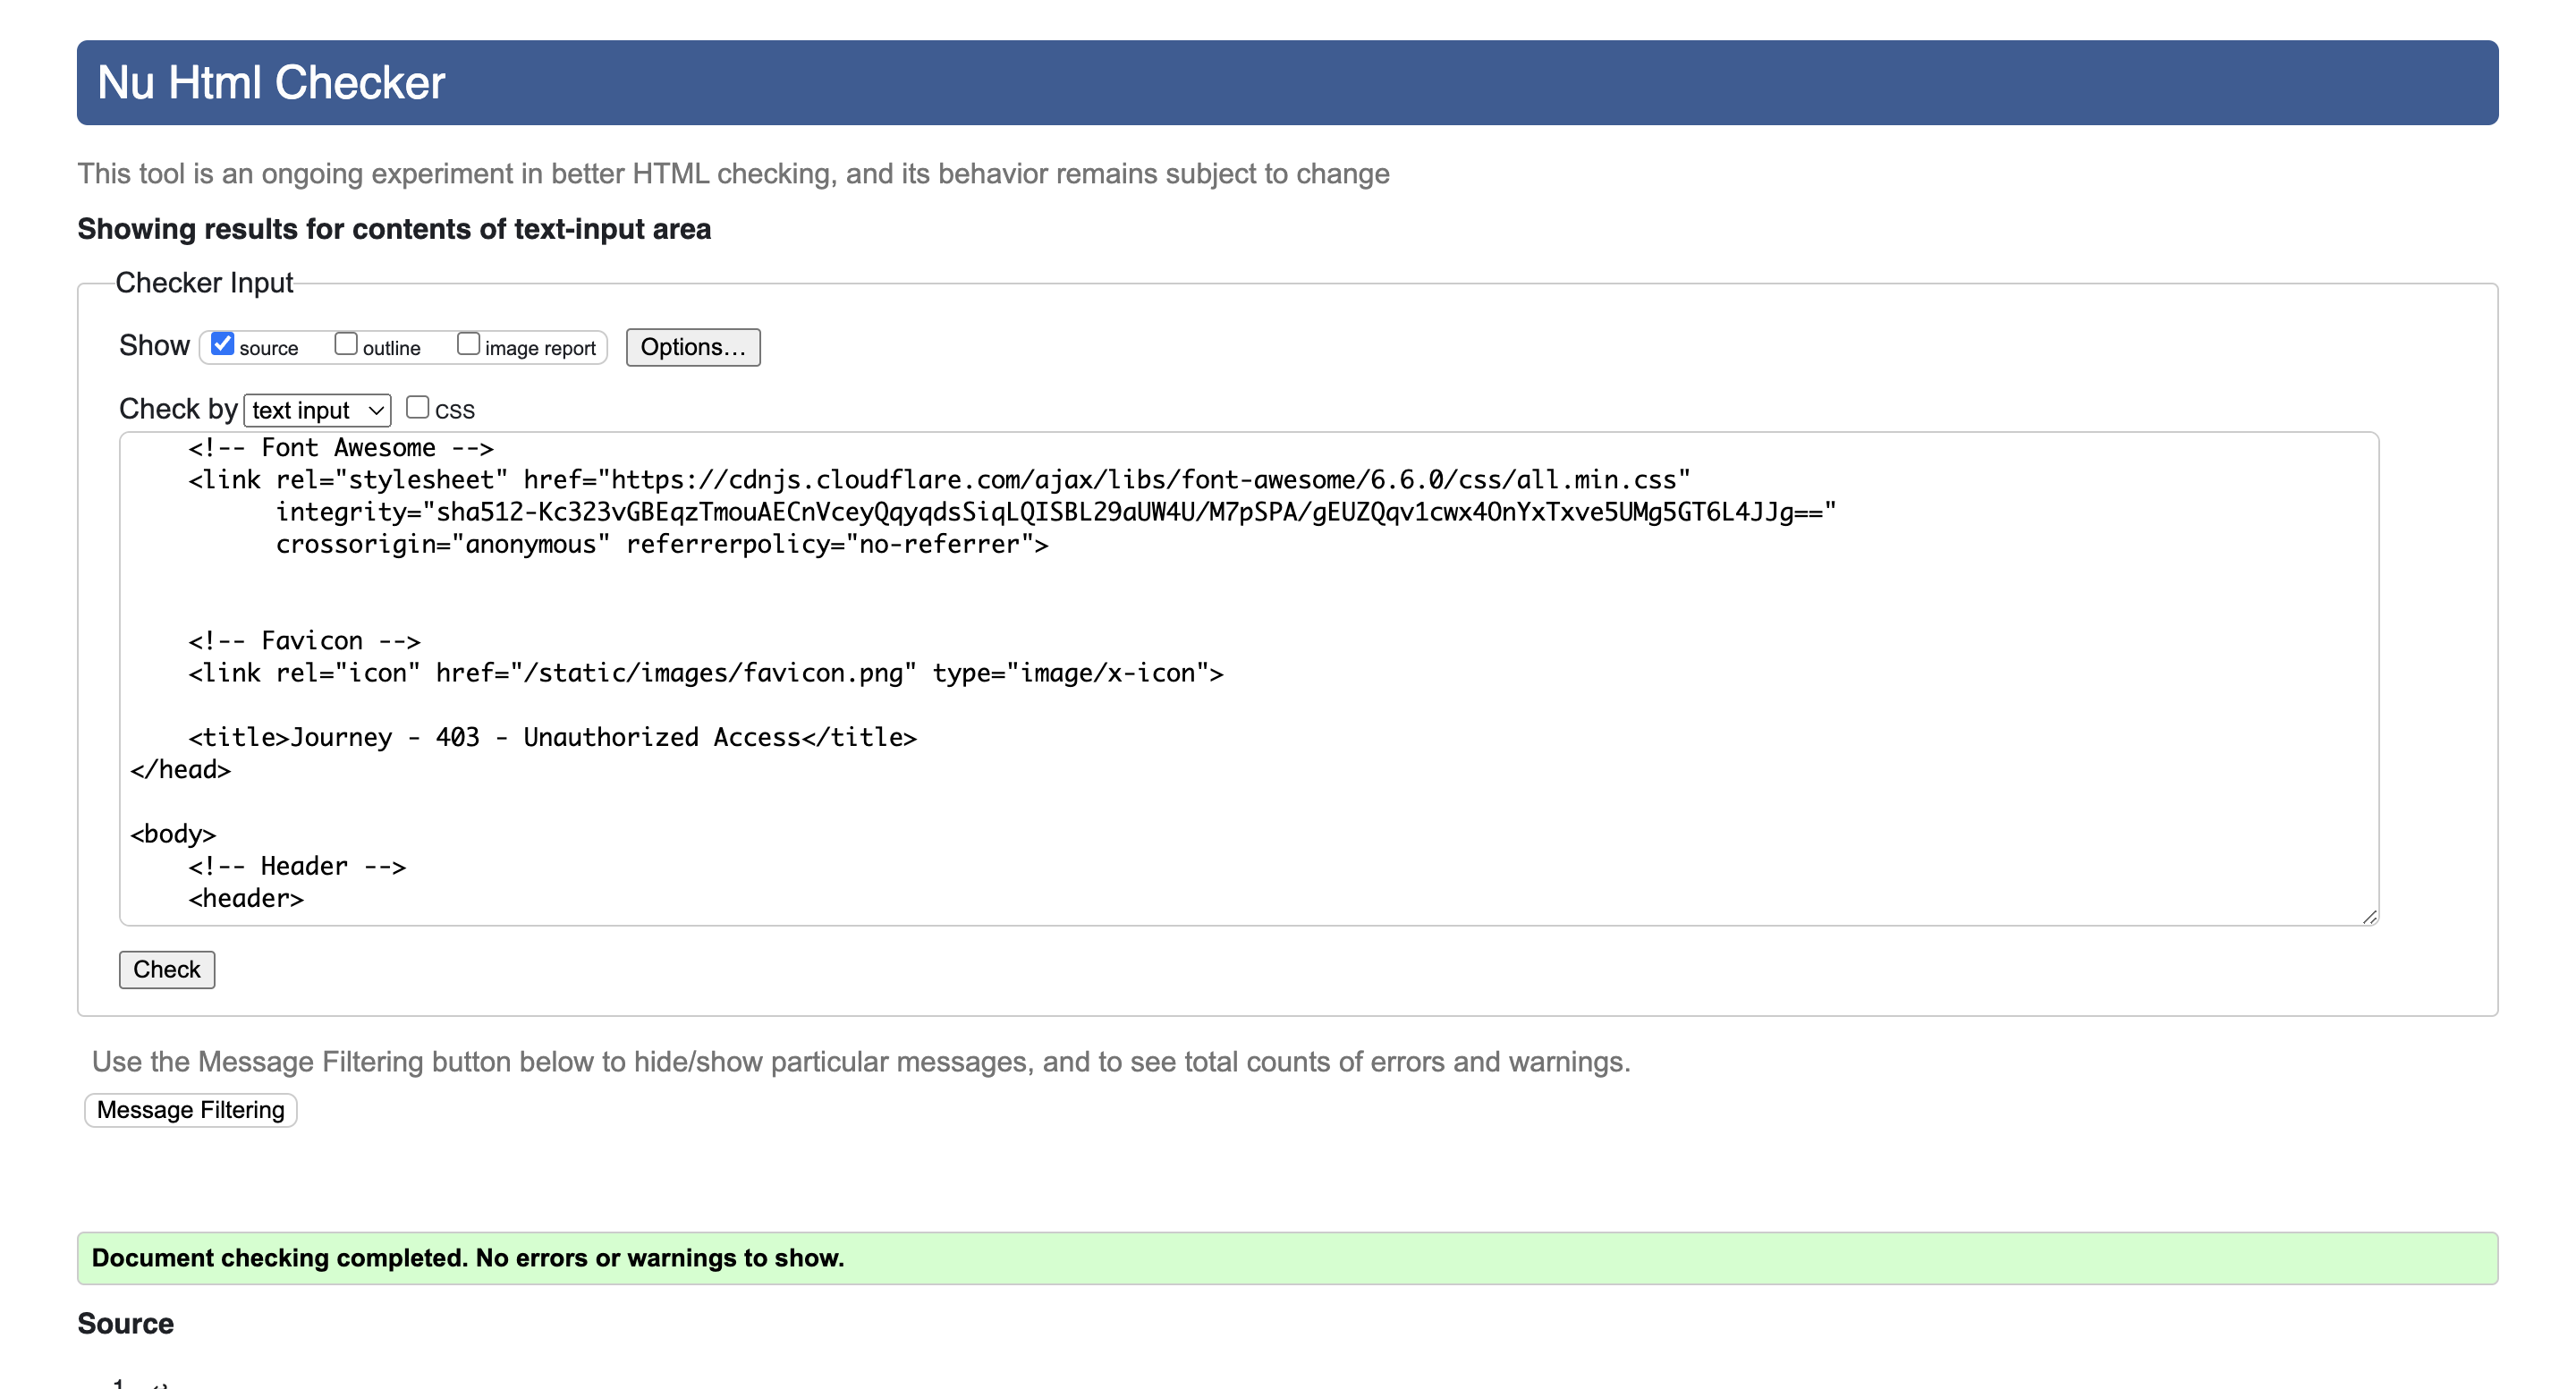 Nu Html Checker
This tool is an ongoing experiment in better HTML checking, and its behavior remains subject to change
Showing results for contents of text-input area
Checker Input
Show source outline image report Options...
Check by text input CSS
<!-- Font Awesome -->
<link rel="stylesheet" href="https://cdnjs.cloudflare.com/ajax/libs/font-awesome/6.6.0/css/all.min.css"
integrity="sha512-Kc323vGBEqzTmouAECnVceyQqyqdsSiqLQISBL29aUW4U/M7pSPA/gEUZQqv1cwx4OnYxTxve5UMg5GT6L4JJg=="
crossorigin="anonymous" referrerpolicy="no-referrer">
<!-- Favicon -->
<link rel="icon" href="/static/images/favicon.png" type="image/x-icon">
<title>Journey - 403 - Unauthorized Access</title>
</head>
<body>
<!-- Header -->
<header>
Check
Use the Message Filtering button below to hide/show particular messages, and to see total counts of errors and warnings.
Message Filtering
Document checking completed. No errors or warnings to show.
Source